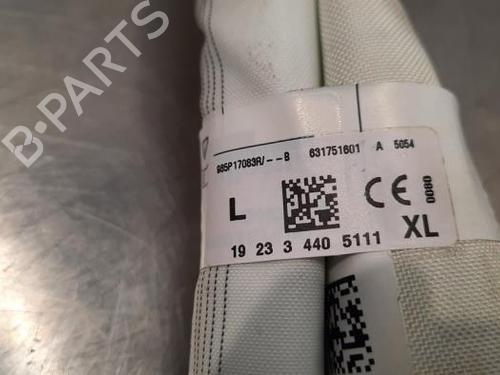 B-PARTS
985P17083R/--B 631751601 A 5054
L CE 0080
19 23 3 440 5111 XL